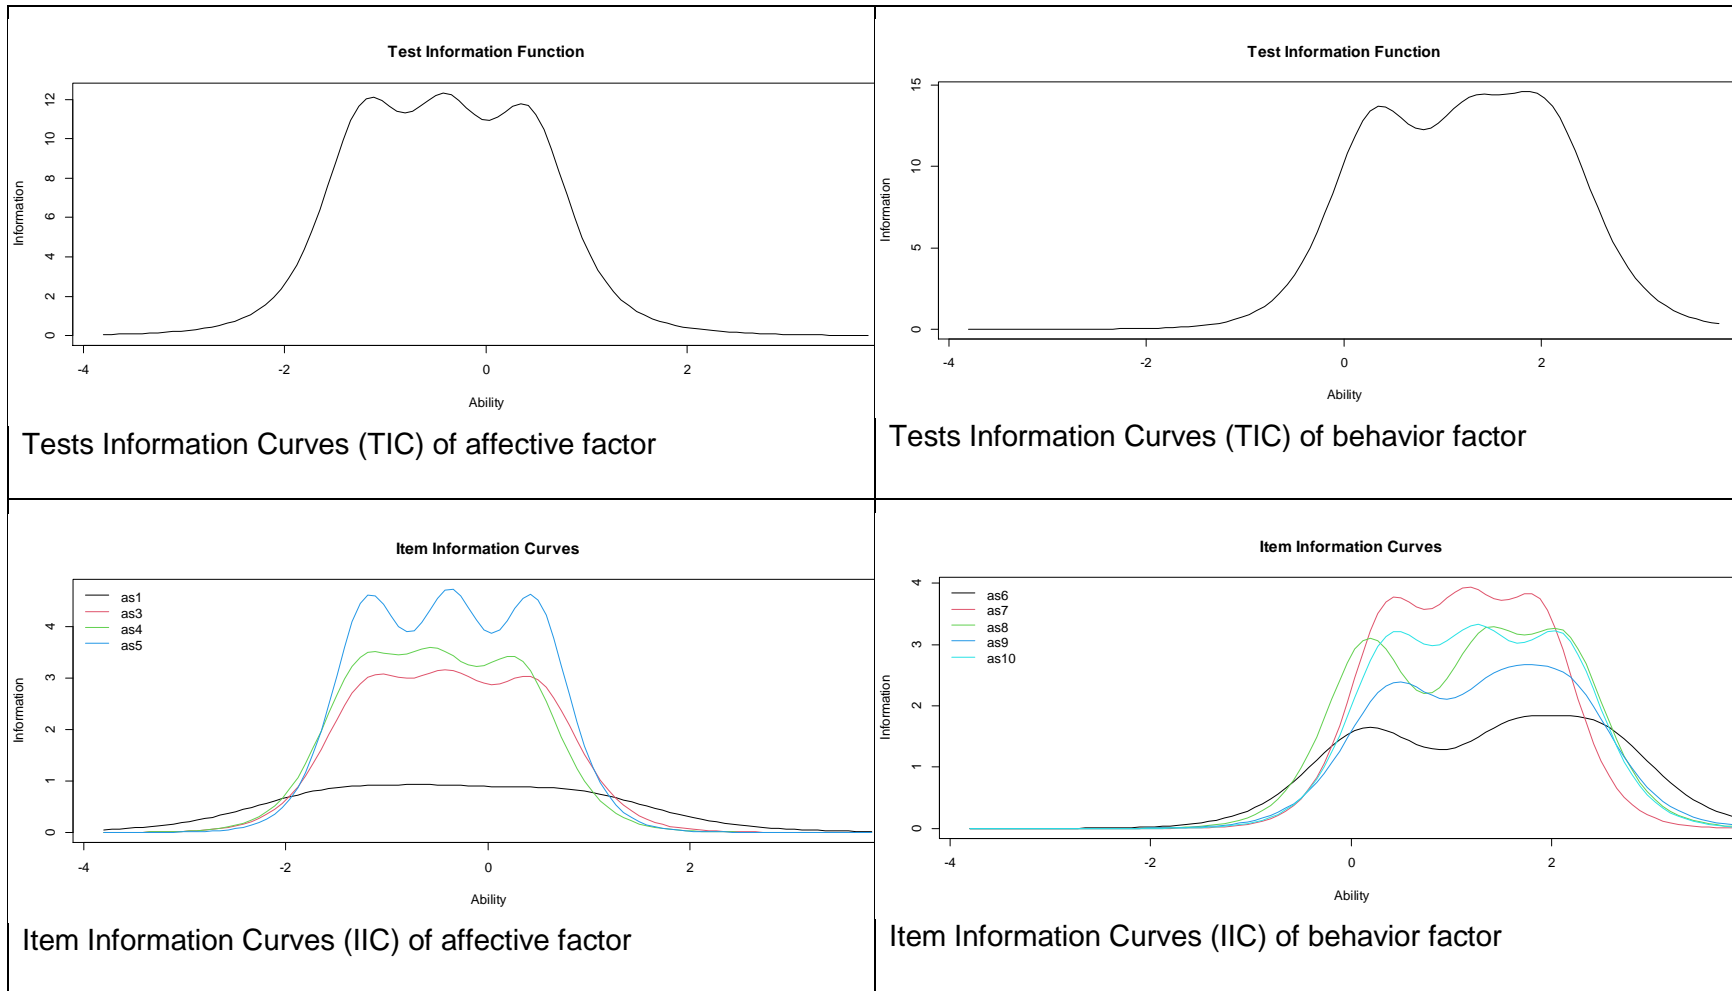 Test Information Function
Information
0
2
4
6
8
10
12
-4
-2
0
2
Ability
Tests Information Curves (TIC) of affective factor
Test Information Function
Information
0
5
10
15
-4
-2
0
2
Ability
Tests Information Curves (TIC) of behavior factor
Item Information Curves
as1
as3
as4
as5
Information
0
1
2
3
4
-4
-2
0
2
Ability
Item Information Curves (IIC) of affective factor
Item Information Curves
as6
as7
as8
as9
as10
Information
0
1
2
3
4
-4
-2
0
2
Ability
Item Information Curves (IIC) of behavior factor